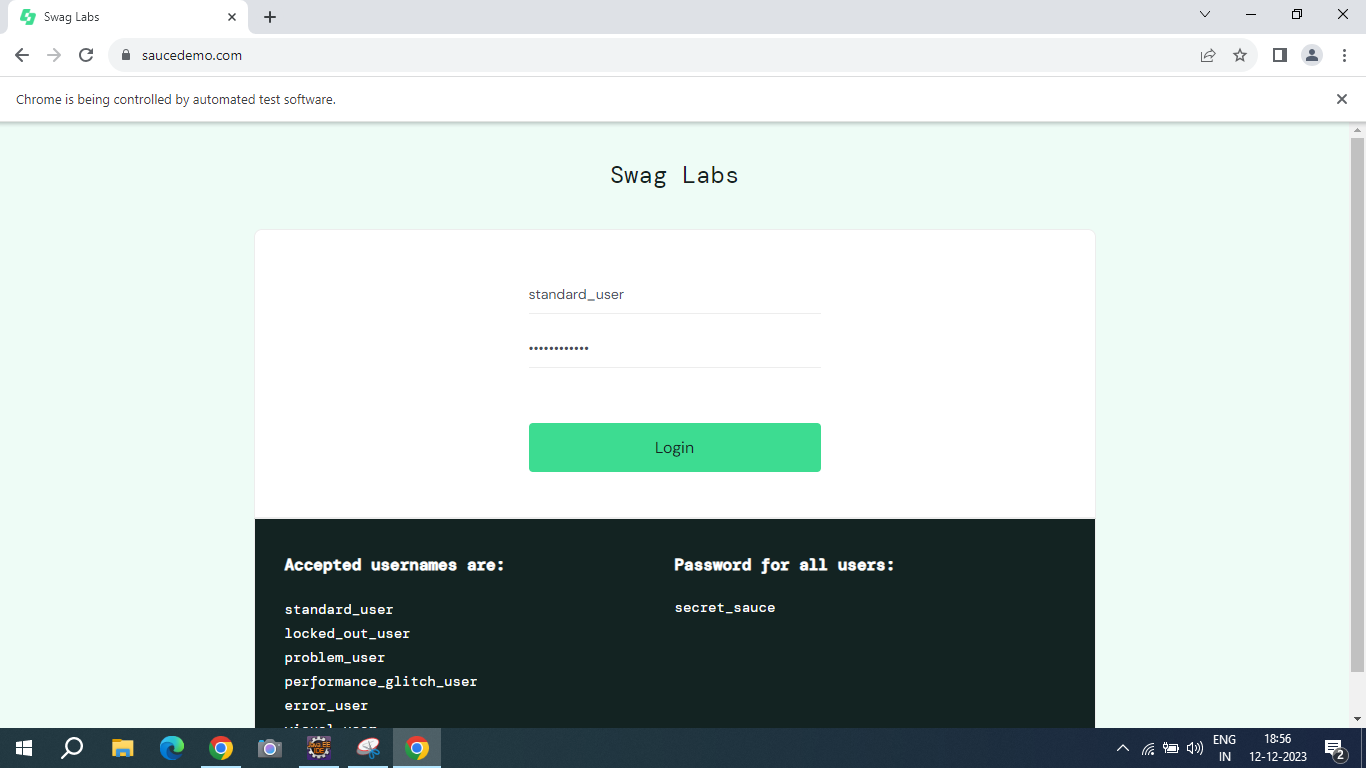 Swag Labs
saucedemo.com
Chrome is being controlled by automated test software.
Swag Labs
standard_user
••••••••••••
Login
Accepted usernames are:
standard_user
locked_out_user
problem_user
performance_glitch_user
error_user
visual_user
Password for all users:
secret_sauce
ENG
IN
18:56
12-12-2023
2